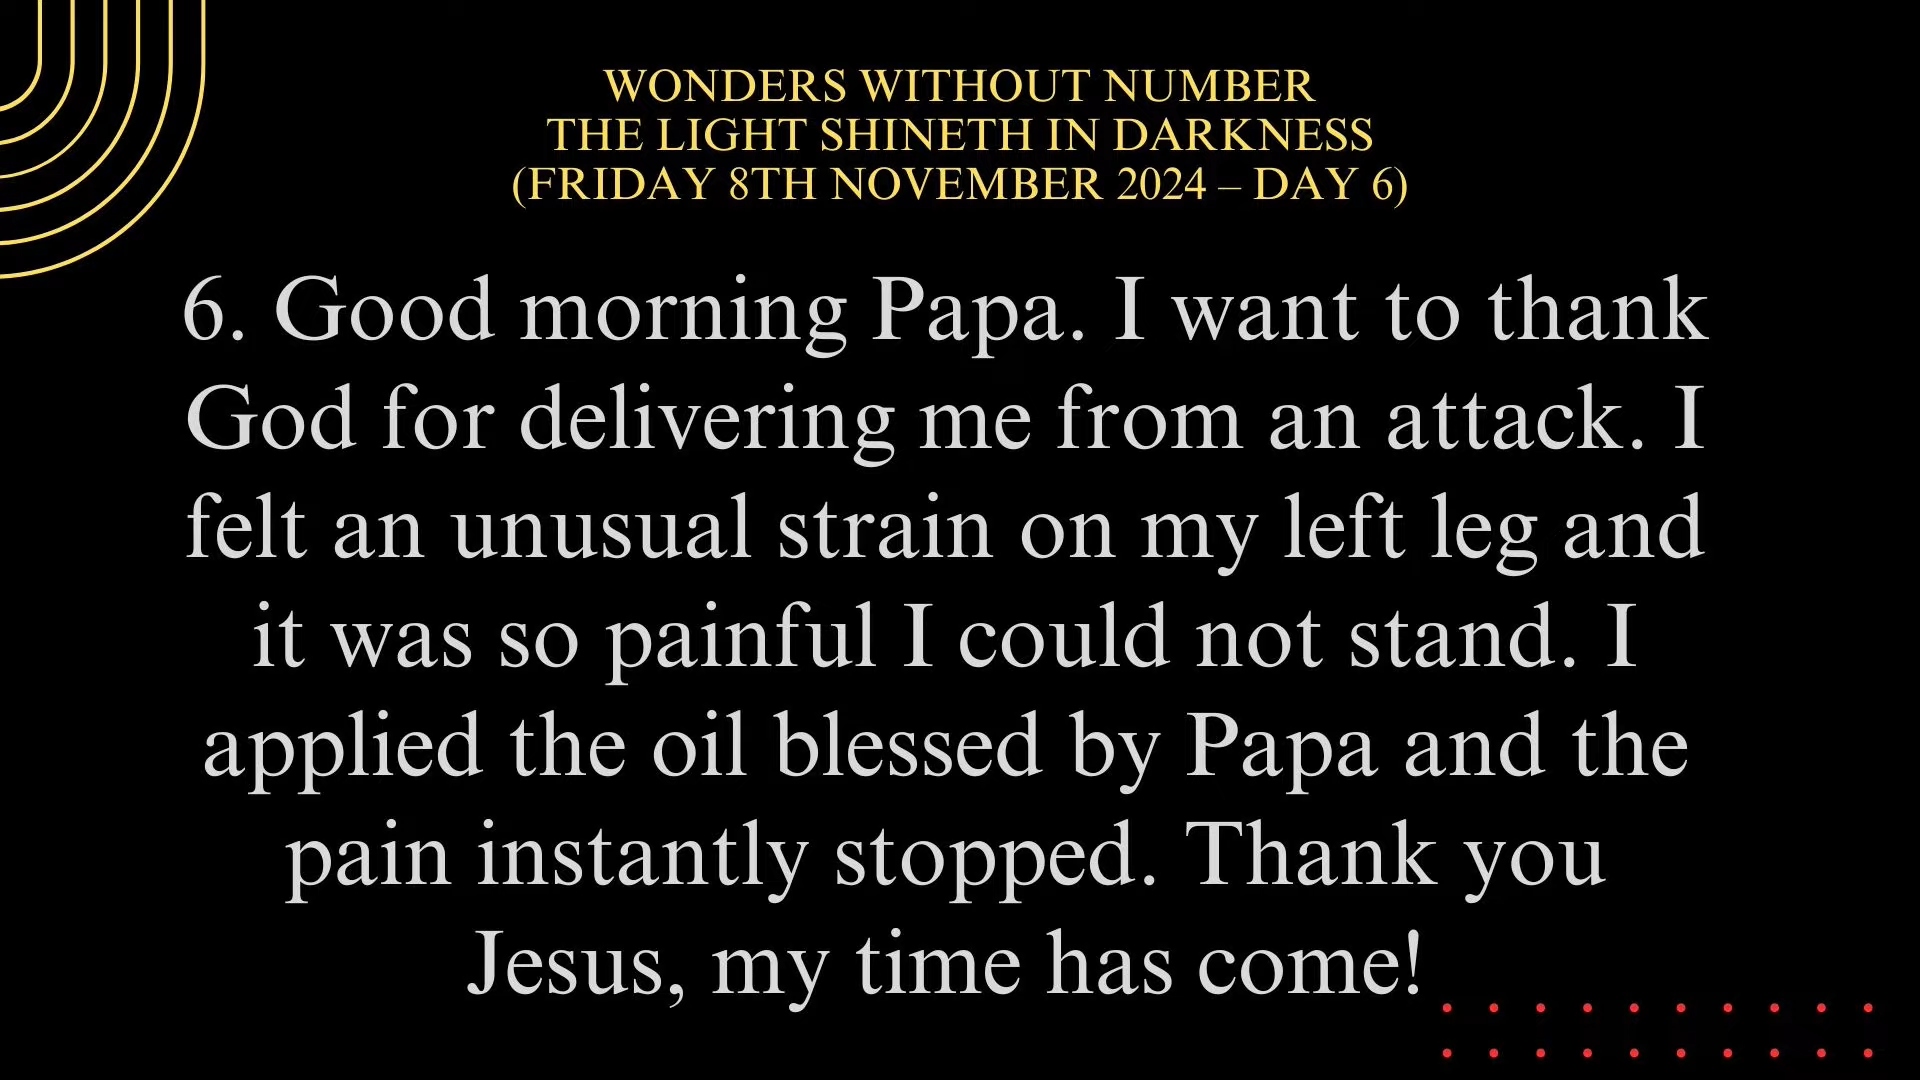 WONDERS WITHOUT NUMBER
THE LIGHT SHINETH IN DARKNESS
(FRIDAY 8TH NOVEMBER 2024 – DAY 6)
6. Good morning Papa. I want to thank
God for delivering me from an attack. I
felt an unusual strain on my left leg and
it was so painful I could not stand. I
applied the oil blessed by Papa and the
pain instantly stopped. Thank you
Jesus, my time has come!